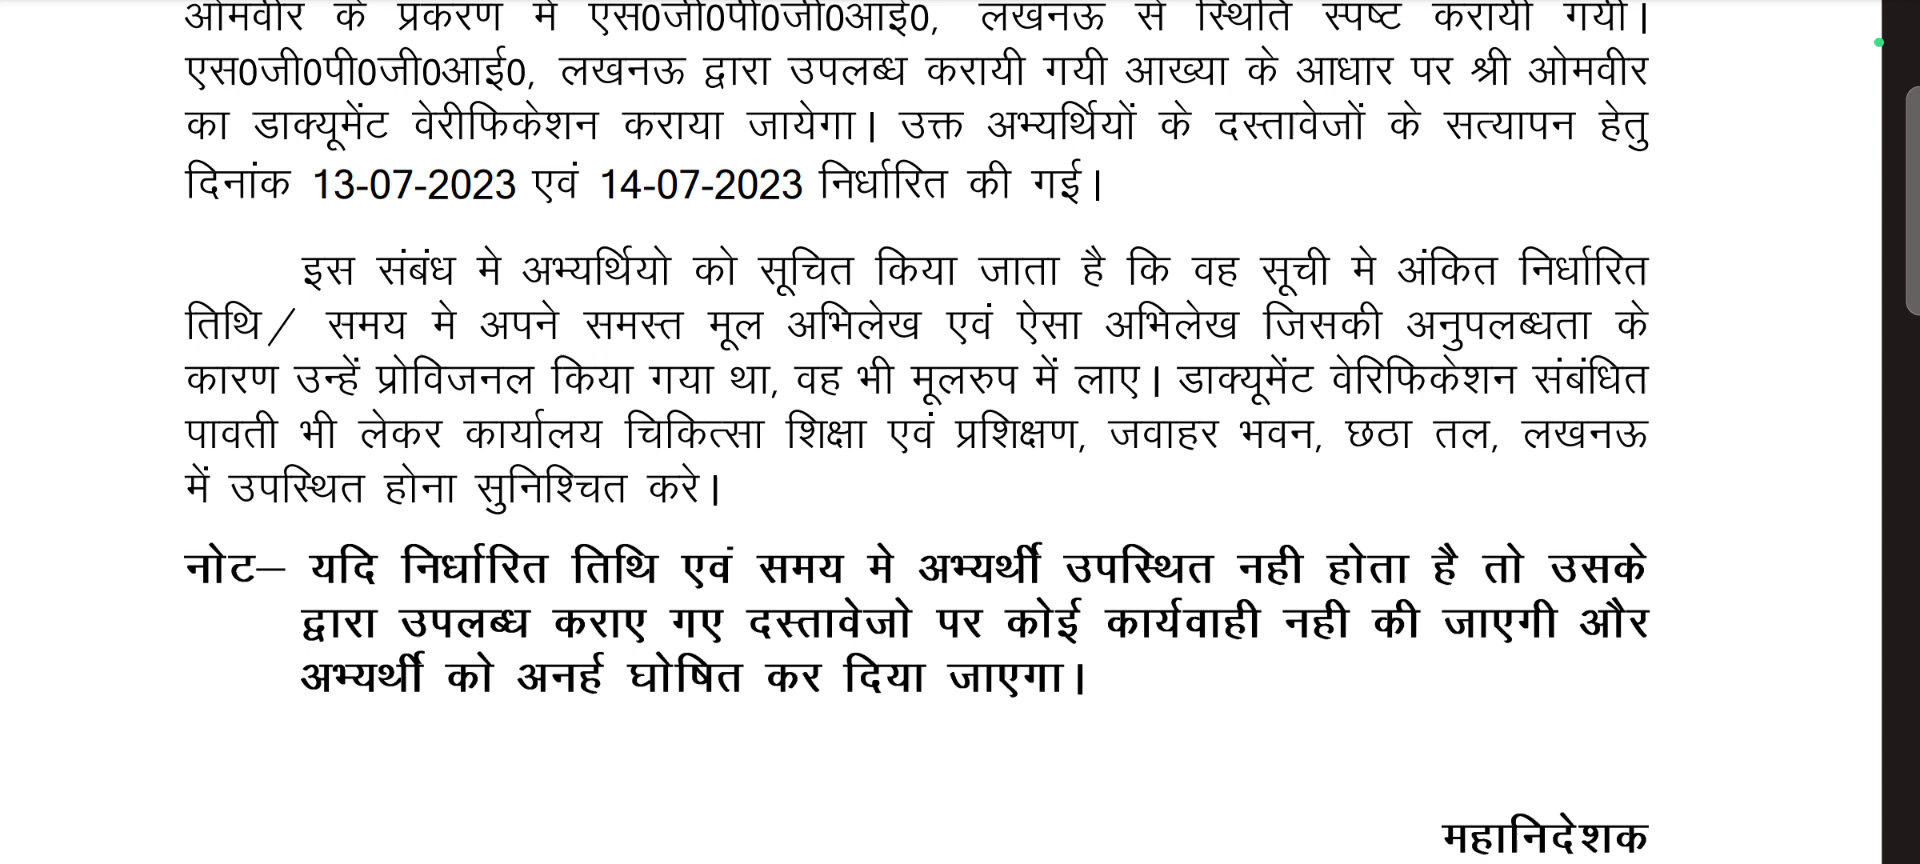 ओमवीर के प्रकरण में एस0जी0पी0जी0आई0, लखनऊ से स्थिति स्पष्ट करायी गयी।
एस0जी0पी0जी0आई0, लखनऊ द्वारा उपलब्ध करायी गयी आख्या के आधार पर श्री ओमवीर
का डाक्यूमेंट वेरीफिकेशन कराया जायेगा। उक्त अभ्यर्थियों के दस्तावेजों के सत्यापन हेतु
दिनांक 13-07-2023 एवं 14-07-2023 निर्धारित की गई।
इस संबंध मे अभ्यर्थियो को सूचित किया जाता है कि वह सूची मे अंकित निर्धारित
तिथि/ समय मे अपने समस्त मूल अभिलेख एवं ऐसा अभिलेख जिसकी अनुपलब्धता के
कारण उन्हें प्रोविजनल किया गया था, वह भी मूलरुप में लाए। डाक्यूमेंट वेरिफिकेशन संबंधित
पावती भी लेकर कार्यालय चिकित्सा शिक्षा एवं प्रशिक्षण, जवाहर भवन, छठा तल, लखनऊ
में उपस्थित होना सुनिश्चित करे।
नोट– यदि निर्धारित तिथि एवं समय मे अभ्यर्थी उपस्थित नही होता है तो उसके
द्वारा उपलब्ध कराए गए दस्तावेजो पर कोई कार्यवाही नही की जाएगी और
अभ्यर्थी को अनर्ह घोषित कर दिया जाएगा।
महानिदेशक